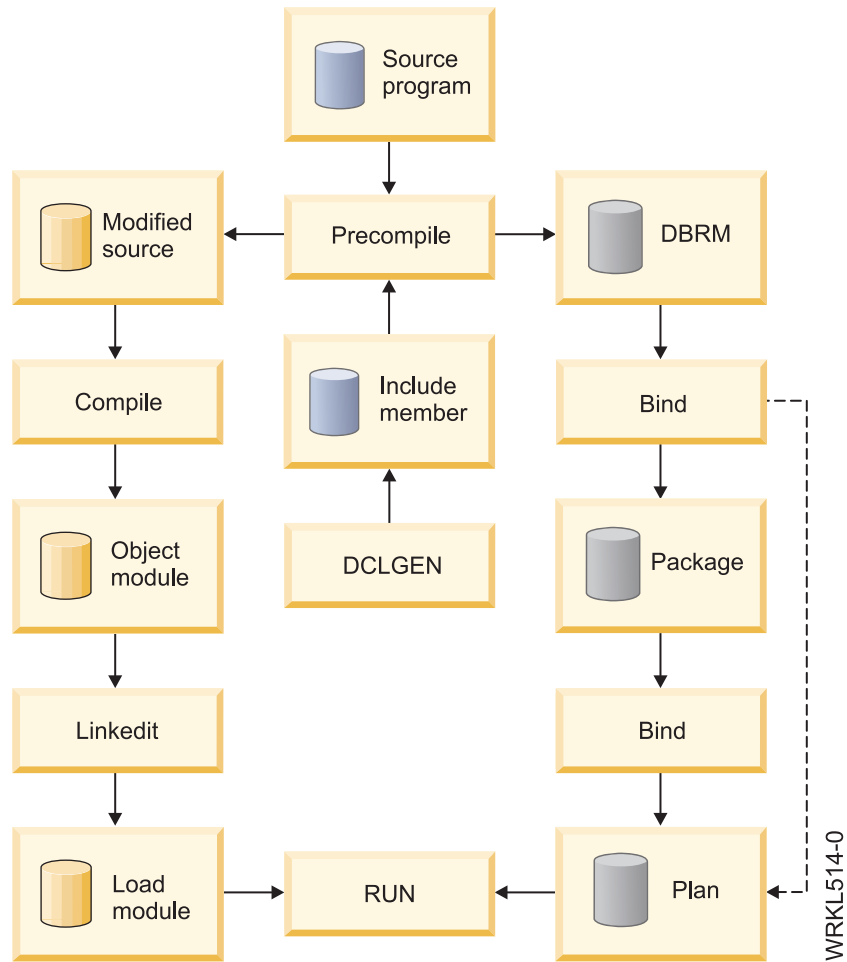 Source
program
Modified
source
Precompile
DBRM
Compile
Include
member
Bind
Object
module
DCLGEN
Package
Linkedit
Bind
Load
module
RUN
Plan
WRKL514-0